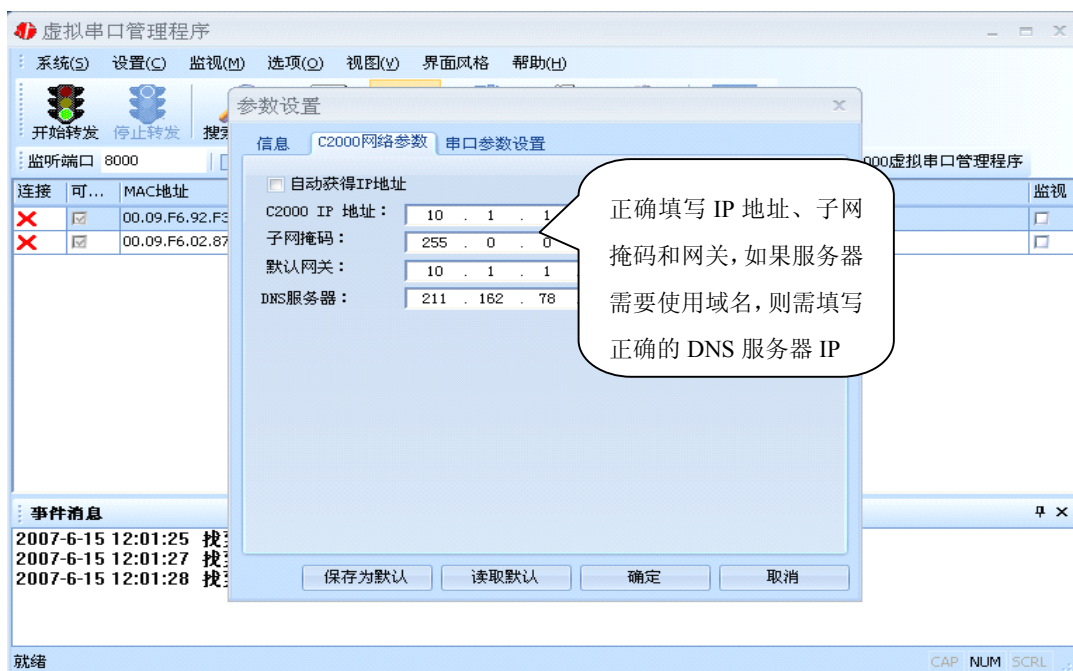 虚拟串口管理程序
系统(S) 设置(C) 监视(M) 选项(O) 视图(V) 界面风格 帮助(H)
开始转发 停止转发
监听端口 8000
000虚拟串口管理程序
连接 可... MAC地址 监视
00.09.F6.92.F3
00.09.F6.02.87
参数设置
信息 C2000网络参数 串口参数设置
自动获得IP地址
C2000 IP 地址： 10 . 1 . 1
子网掩码： 255 . 0 . 0
默认网关： 10 . 1 . 1
DNS服务器： 211 . 162 . 78
正确填写 IP 地址、子网
掩码和网关，如果服务器
需要使用域名，则需填写
正确的 DNS 服务器 IP
保存为默认 读取默认 确定 取消
事件消息
2007-6-15 12:01:25 找
2007-6-15 12:01:27 找
2007-6-15 12:01:28 找
就绪 CAP NUM SCRL